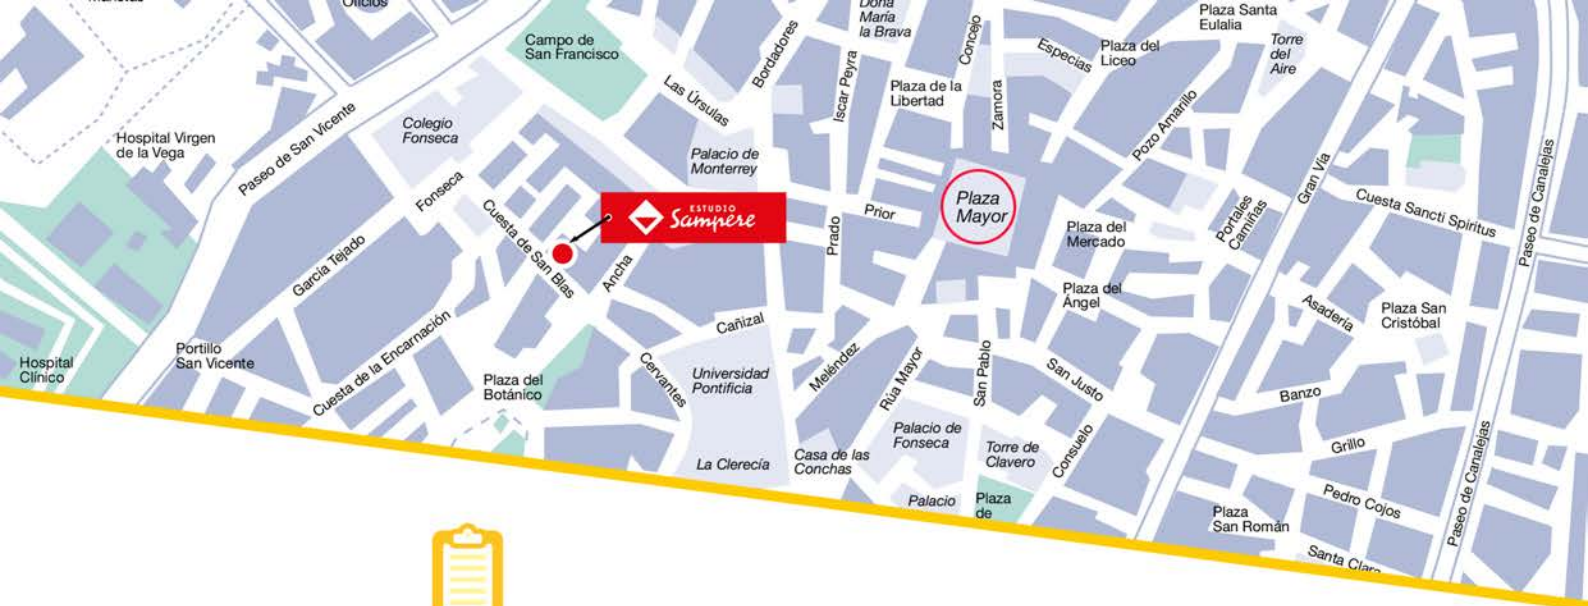 Oficios
Doña
María
la Brava
Concejo
Plaza Santa
Eulalia
Campo de
San Francisco
Bordadores
Especias
Plaza del
Liceo
Torre
del
Aire
Las Úrsulas
Iscar Peyra
Plaza de la
Libertad
Zamora
Paseo de San Vicente
Colegio
Fonseca
Hospital Virgen
de la Vega
Palacio de
Monterrey
Pozo Amarillo
Gran Vía
Paseo de Canalejas
Fonseca
Cuesta de San Blas
ESTUDIO
Sampere
Prado
Prior
Plaza
Mayor
Plaza del
Mercado
Portales
Camiñas
Cuesta Sancti Spiritus
García Tejado
Ancha
Plaza del
Ángel
Asadería
Plaza San
Cristóbal
Cañizal
Portillo
San Vicente
Hospital
Clínico
Cuesta de la Encarnación
Plaza del
Botánico
Cervantes
Universidad
Pontificia
Meléndez
Rúa Mayor
San Pablo
San Justo
Banzo
Palacio de
Fonseca
Torre de
Clavero
Consuelo
Grillo
Paseo de Canalejas
La Clerecía
Casa de las
Conchas
Palacio
Plaza
de
Pedro Cojos
Plaza
San Román
Santa Clara